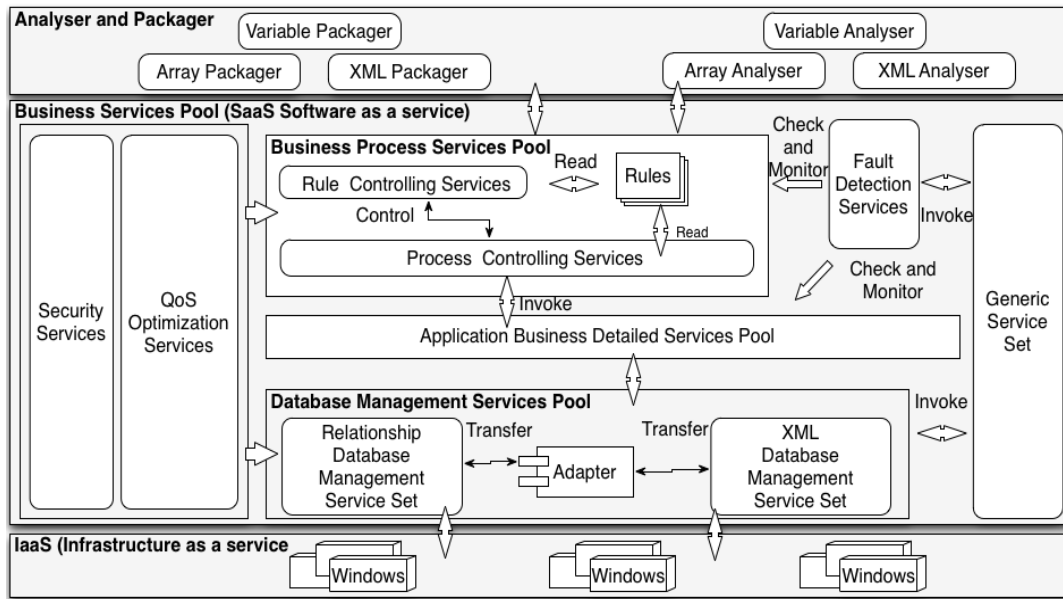 Analyser and Packager
Variable Packager
Variable Analyser
Array Packager
XML Packager
Array Analyser
XML Analyser
Business Services Pool (SaaS Software as a service)
Security
Services
QoS
Optimization
Services
Business Process Services Pool
Rule Controlling Services
Read
Rules
Control
Read
Process Controlling Services
Check
and
Monitor
Fault
Detection
Services
Invoke
Check and
Monitor
Generic
Service
Set
Invoke
Application Business Detailed Services Pool
Database Management Services Pool
Relationship
Database
Management
Service Set
Transfer
Adapter
Transfer
XML
Database
Management
Service Set
Invoke
IaaS (Infrastructure as a service
Windows
Windows
Windows